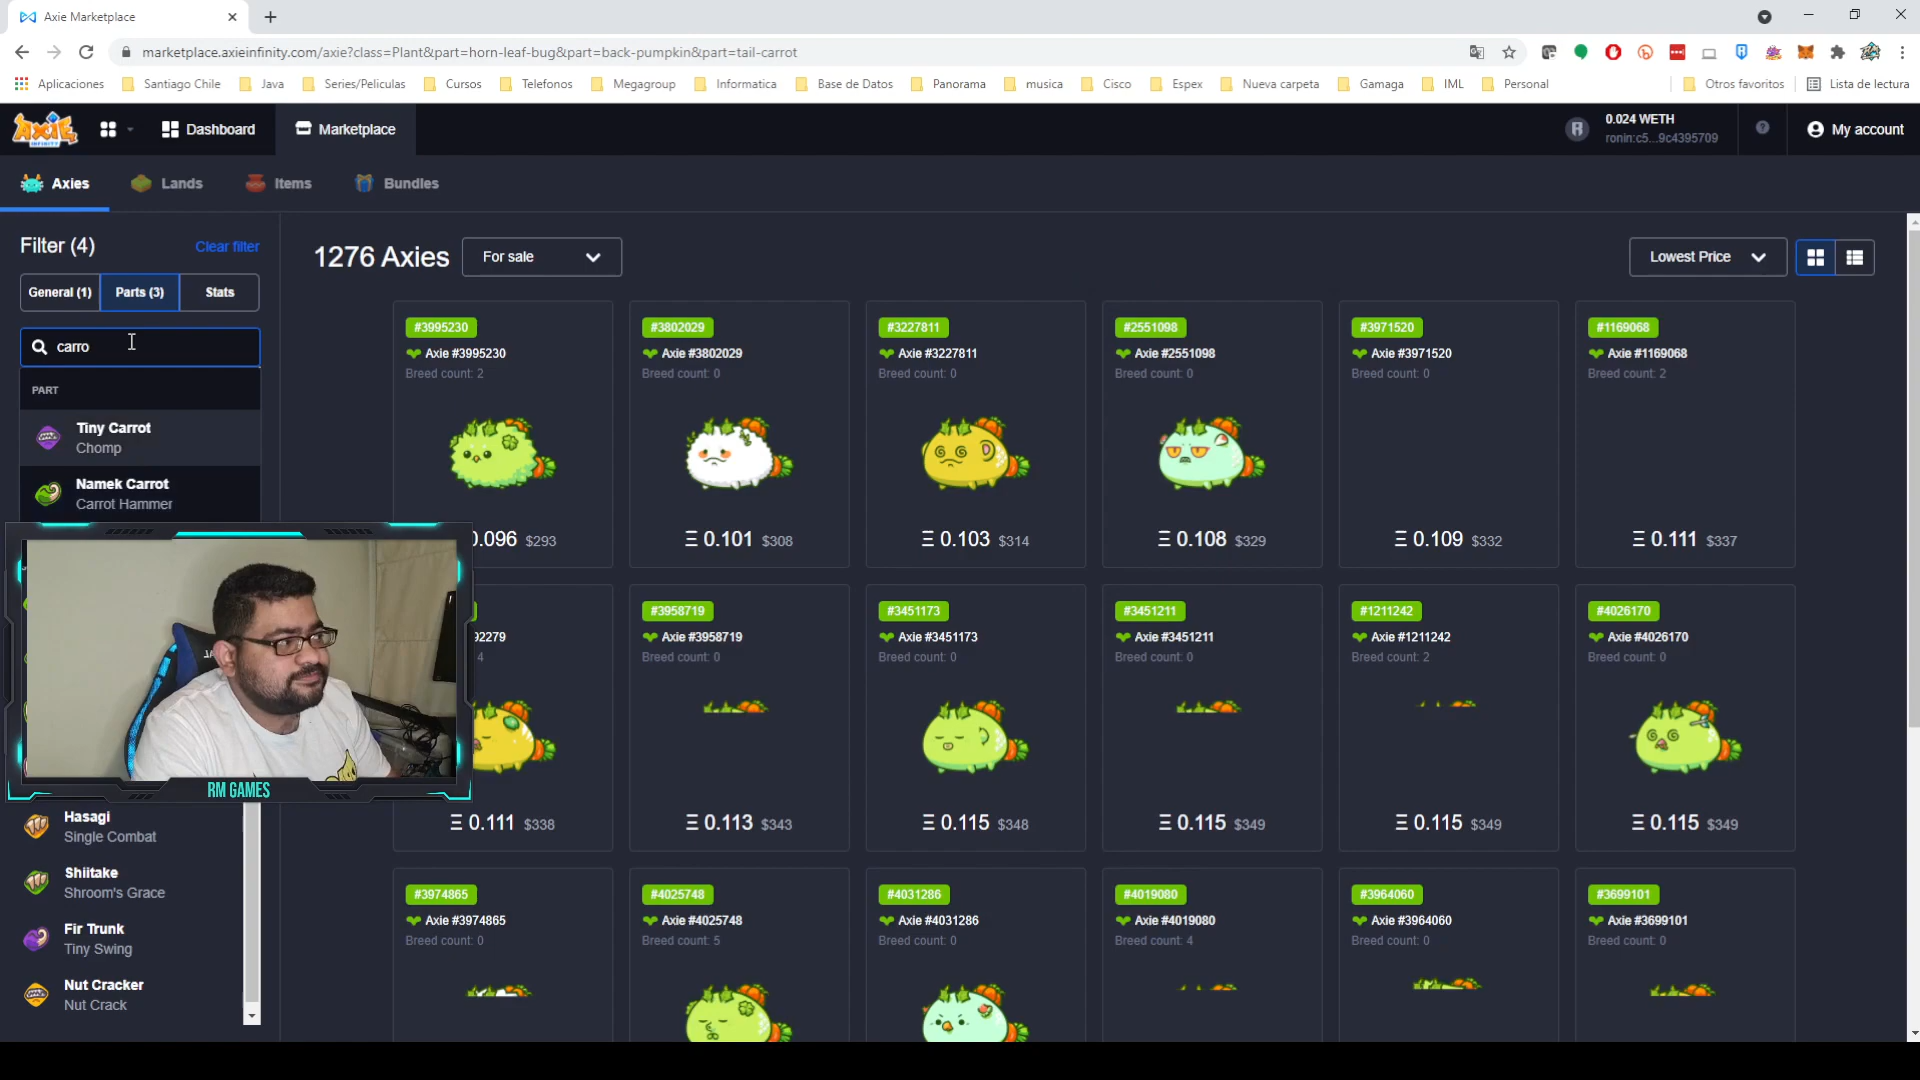 Axie Marketplace
marketplace.axieinfinity.com/axie?class=Plant&part=horn-leaf-bug&part=back-pumpkin&part=tail-carrot
Aplicaciones Santiago Chile Java Series/Peliculas Cursos Telefonos Megagroup Informatica Base de Datos Panorama musica Cisco Espex Nueva carpeta Gamaga IML Personal Otros favoritos Lista de lectura
AXIE
INFINITY
Dashboard
Marketplace
0.024 WETH
ronin:c5...9c4395709
My account
Axies Lands Items Bundles
Filter (4)
Clear filter
General (1) Parts (3) Stats
carro
PART
Tiny Carrot
Chomp
Namek Carrot
Carrot Hammer
RM GAMES
Hasagi
Single Combat
Shiitake
Shroom's Grace
Fir Trunk
Tiny Swing
Nut Cracker
Nut Crack
1276 Axies
For sale
Lowest Price
#3995230 #3802029 #3227811 #2551098 #3971520 #1169068
Axie #3995230 Axie #3802029 Axie #3227811 Axie #2551098 Axie #3971520 Axie #1169068
Breed count: 2 Breed count: 0 Breed count: 0 Breed count: 0 Breed count: 0 Breed count: 2
0.096 $293 Ξ 0.101 $308 Ξ 0.103 $314 Ξ 0.108 $329 Ξ 0.109 $332 Ξ 0.111 $337
#3958719 #3451173 #3451211 #1211242 #4026170
92279 Axie #3958719 Axie #3451173 Axie #3451211 Axie #1211242 Axie #4026170
4 Breed count: 0 Breed count: 0 Breed count: 0 Breed count: 2 Breed count: 0
Ξ 0.111 $338 Ξ 0.113 $343 Ξ 0.115 $348 Ξ 0.115 $349 Ξ 0.115 $349 Ξ 0.115 $349
#3974865 #4025748 #4031286 #4019080 #3964060 #3699101
Axie #3974865 Axie #4025748 Axie #4031286 Axie #4019080 Axie #3964060 Axie #3699101
Breed count: 0 Breed count: 5 Breed count: 0 Breed count: 4 Breed count: 0 Breed count: 0